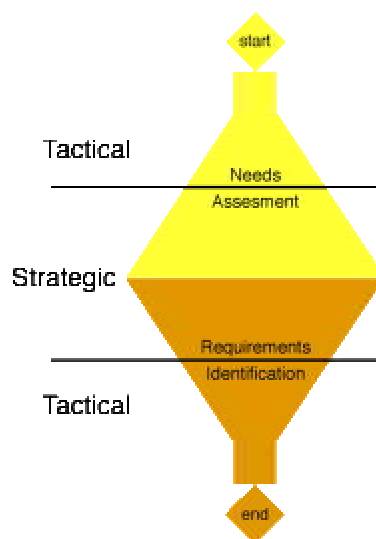 start
Tactical
Needs
Assesment
Strategic
Requirements
Identification
Tactical
end